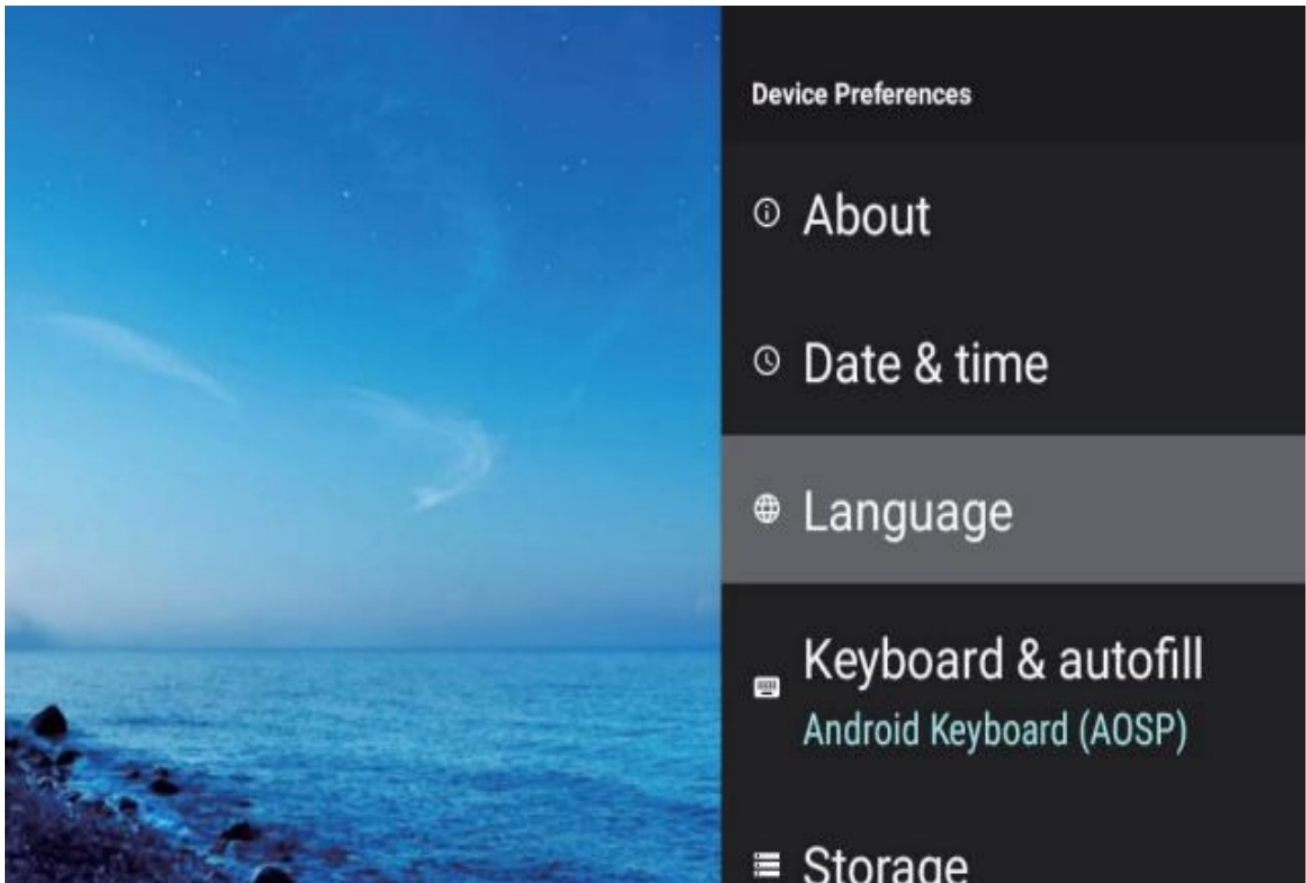 Device Preferences
About
Date & time
Language
Keyboard & autofill
Android Keyboard (AOSP)
Storage